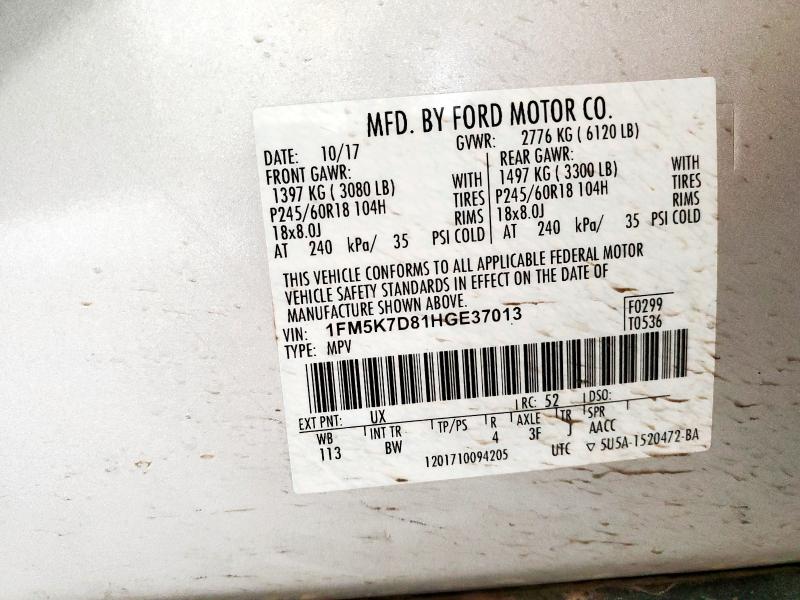 MFD. BY FORD MOTOR CO.
DATE: 10/17 GVWR: 2776 KG ( 6120 LB)
FRONT GAWR: REAR GAWR:
1397 KG ( 3080 LB) WITH 1497 KG ( 3300 LB) WITH
P245/60R18 104H TIRES P245/60R18 104H TIRES
18x8.0J RIMS 18x8.0J RIMS
AT 240 kPa/ 35 PSI COLD AT 240 kPa/ 35 PSI COLD
THIS VEHICLE CONFORMS TO ALL APPLICABLE FEDERAL MOTOR
VEHICLE SAFETY STANDARDS IN EFFECT ON THE DATE OF
MANUFACTURE SHOWN ABOVE.
VIN: 1FM5K7D81HGE37013 F0299
TYPE: MPV T0536
EXT PNT: UX RC: 52 DSO:
WB INT TR TP/PS R AXLE TR SPR
113 BW 4 3F J AACC
1201710094205 UTC ▽ 5U5A-1520472-BA